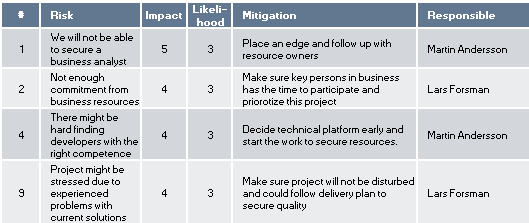 # Risk Impact Likeli-
hood Mitigation Responsible
1 We will not be able
to secure a
business analyst 5 3 Place an edge and follow up with
resource owners Martin Andersson
2 Not enough
commitment from
business resources 4 3 Make sure key persons in business
has the time to participate and
priorotize this project Lars Forsman
4 There might be
hard finding
developers with the
right competence 4 3 Decide technical platform early and
start the work to secure resources. Martin Andersson
9 Project might be
stressed due to
experienced
problems with
current solutions 4 3 Make sure project will not be disturbed
and could follow delivery plan to
secure quality Lars Forsman